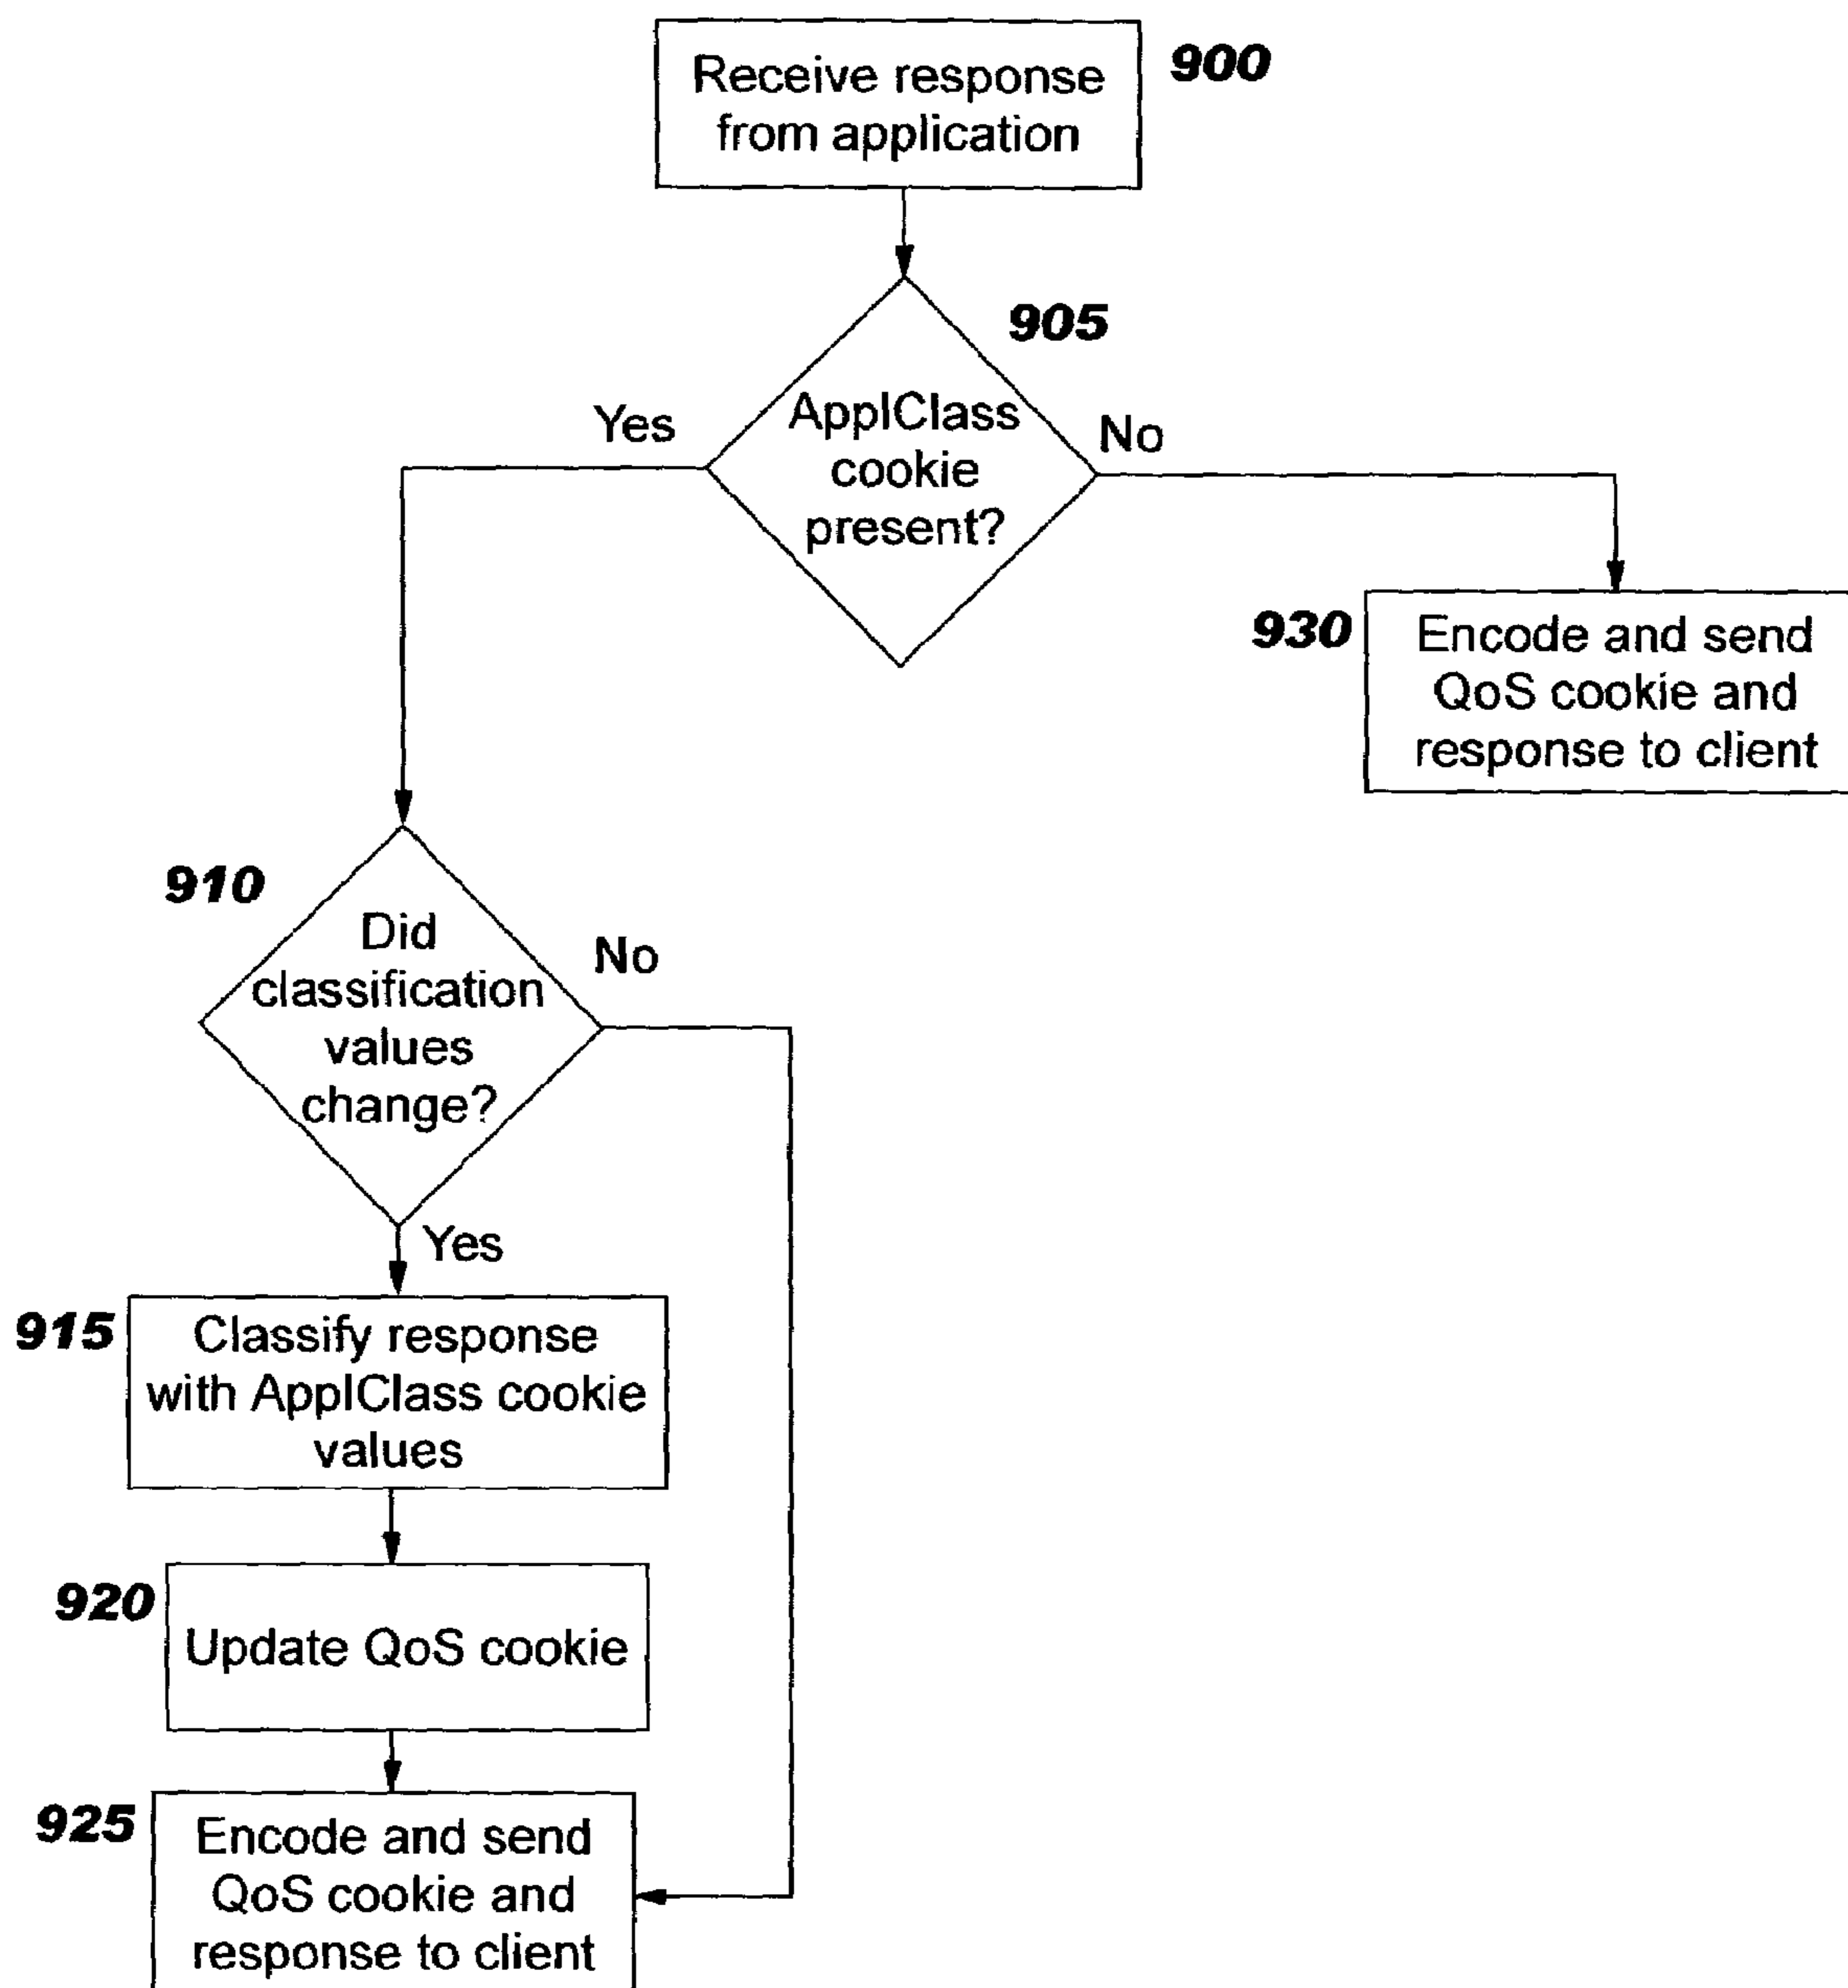 Receive response
from application
900
905
ApplClass
cookie
present?
Yes
No
930
Encode and send
QoS cookie and
response to client
910
Did
classification
values
change?
No
Yes
915
Classify response
with ApplClass cookie
values
920
Update QoS cookie
925
Encode and send
QoS cookie and
response to client